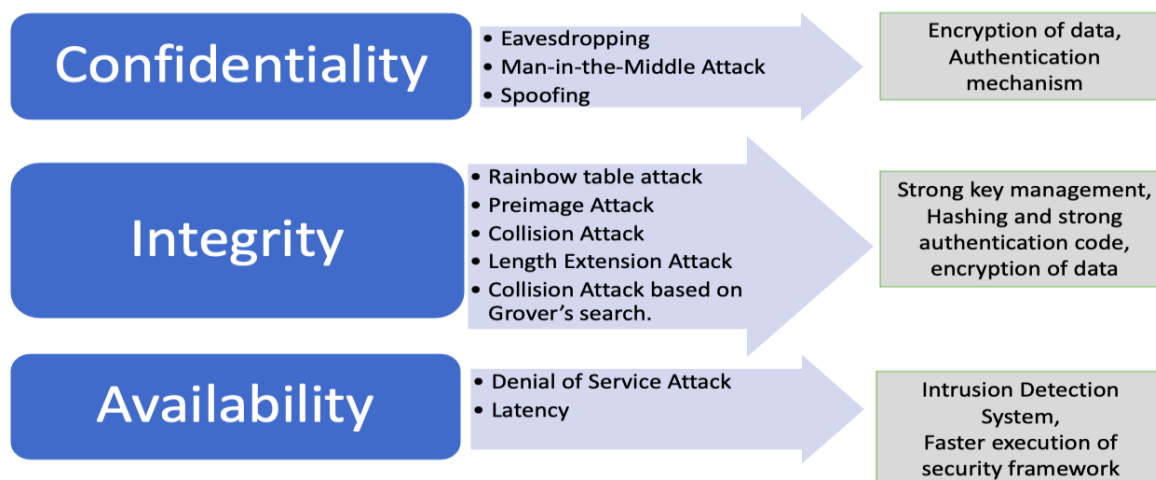 Confidentiality
• Eavesdropping
• Man-in-the-Middle Attack
• Spoofing
Encryption of data,
Authentication
mechanism
Integrity
• Rainbow table attack
• Preimage Attack
• Collision Attack
• Length Extension Attack
• Collision Attack based on
Grover's search.
Strong key management,
Hashing and strong
authentication code,
encryption of data
Availability
• Denial of Service Attack
• Latency
Intrusion Detection
System,
Faster execution of
security framework